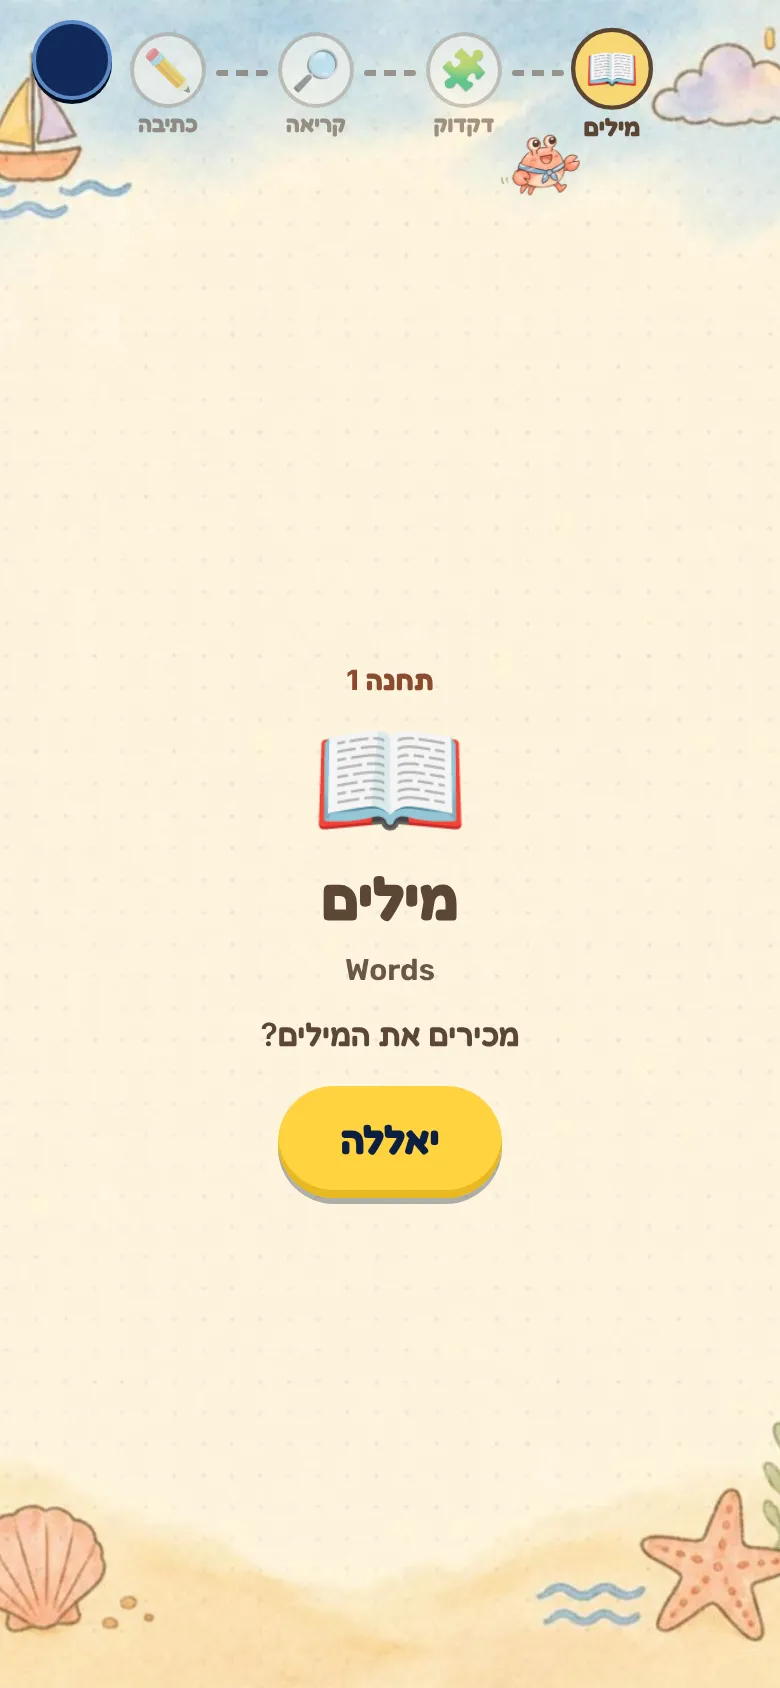 מילים דקדוק קריאה כתיבה
תחנה 1
מילים
Words
מכירים את המילים?
יאללה